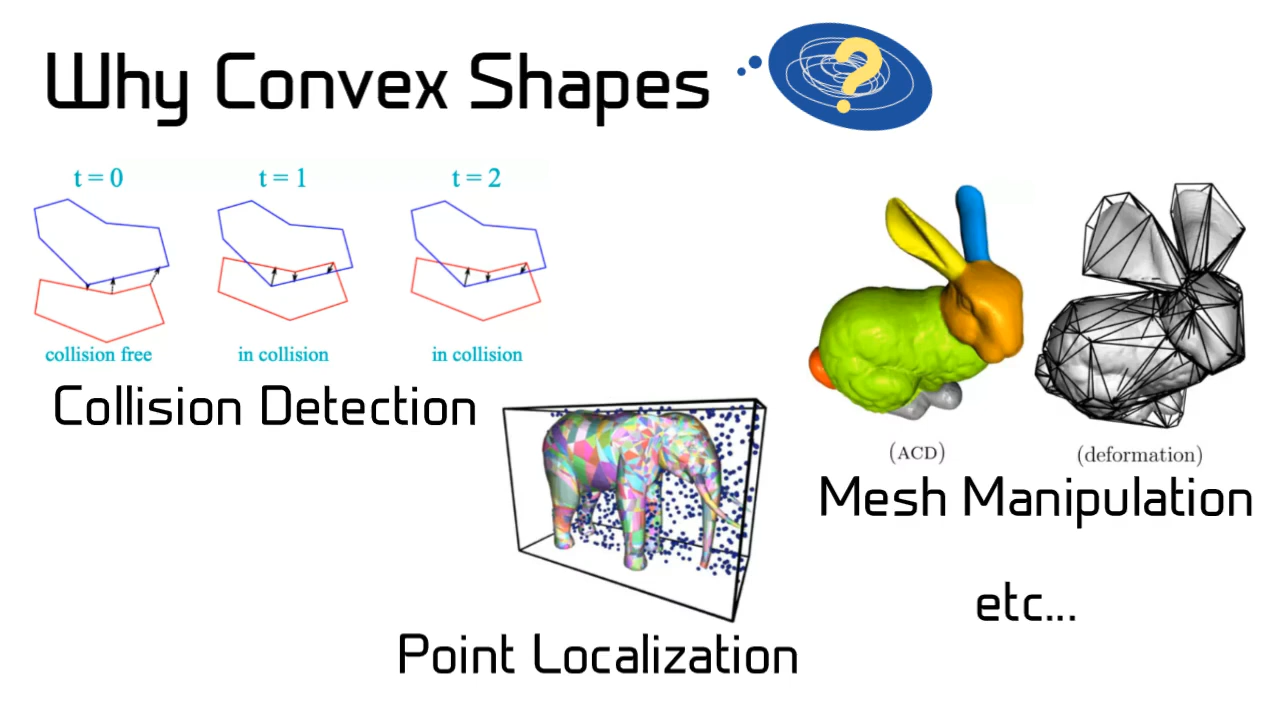 Why Convex Shapes
?
t = 0 t = 1 t = 2
collision free in collision in collision
Collision Detection
(ACD) (deformation)
Mesh Manipulation
etc...
Point Localization